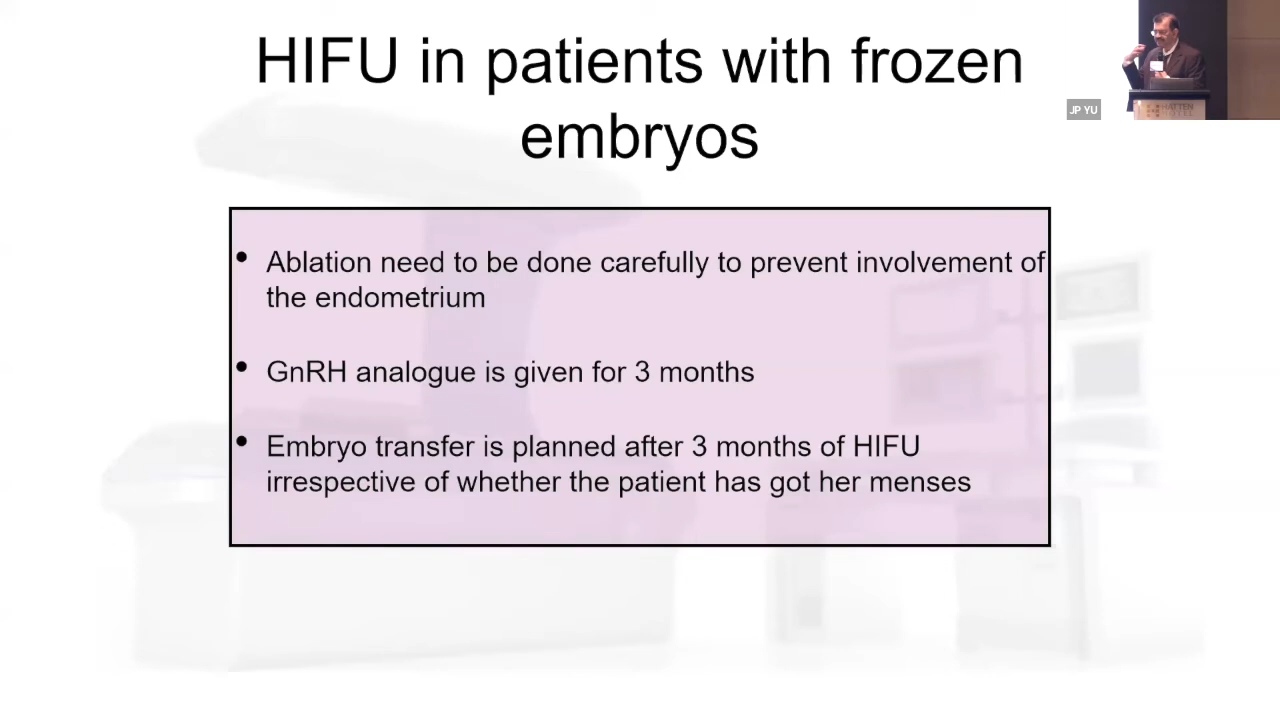 HIFU in patients with frozen
embryos
JP YU
HATTEN
HOTEL
• Ablation need to be done carefully to prevent involvement of
the endometrium
• GnRH analogue is given for 3 months
• Embryo transfer is planned after 3 months of HIFU
irrespective of whether the patient has got her menses